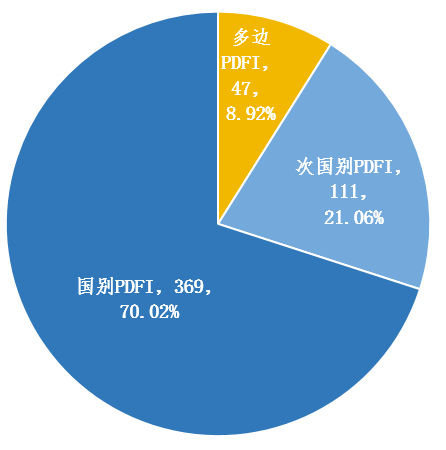 多边
PDFI，
47，
8.92%
次国别PDFI，
111，
21.06%
国别PDFI，369，
70.02%